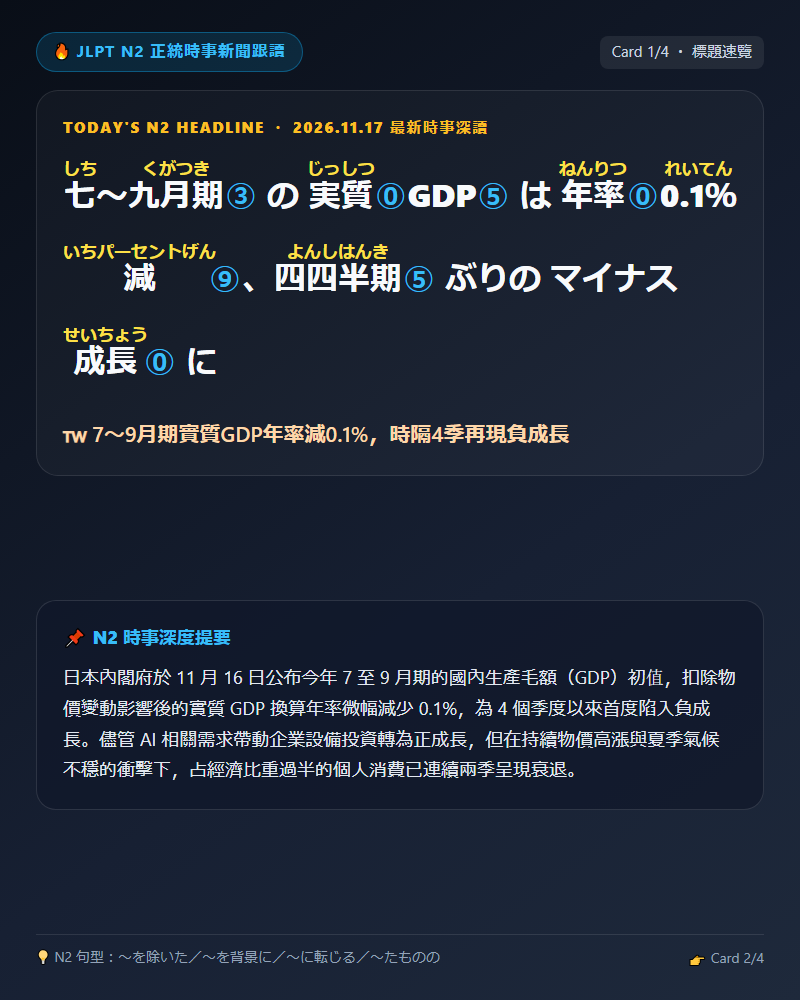 🔥 JLPT N2 正統時事新聞跟讀
Card 1/4 · 標題速覽
TODAY'S N2 HEADLINE · 2026.11.17 最新時事深讀
しち くがつき じっしつ ねんりつ れいてん
七〜九月期③ の 実質⓪GDP⑤ は 年率⓪0.1%
いちパーセントげん よんしはんき
減 ⑨、四四半期⑤ ぶりの マイナス
せいちょう
成長⓪ に
TW 7〜9月期實質GDP年率減0.1%，時隔4季再現負成長
📌 N2 時事深度提要
日本內閣府於 11 月 16 日公布今年 7 至 9 月期的國內生產毛額（GDP）初值，扣除物
價變動影響後的實質 GDP 換算年率微幅減少 0.1%，為 4 個季度以來首度陷入負成
長。儘管 AI 相關需求帶動企業設備投資轉為正成長，但在持續物價高漲與夏季氣候
不穩的衝擊下，占經濟比重過半的個人消費已連續兩季呈現衰退。
💡 N2 句型：〜を除いた／〜を背景に／〜に転じる／〜たものの
👉 Card 2/4